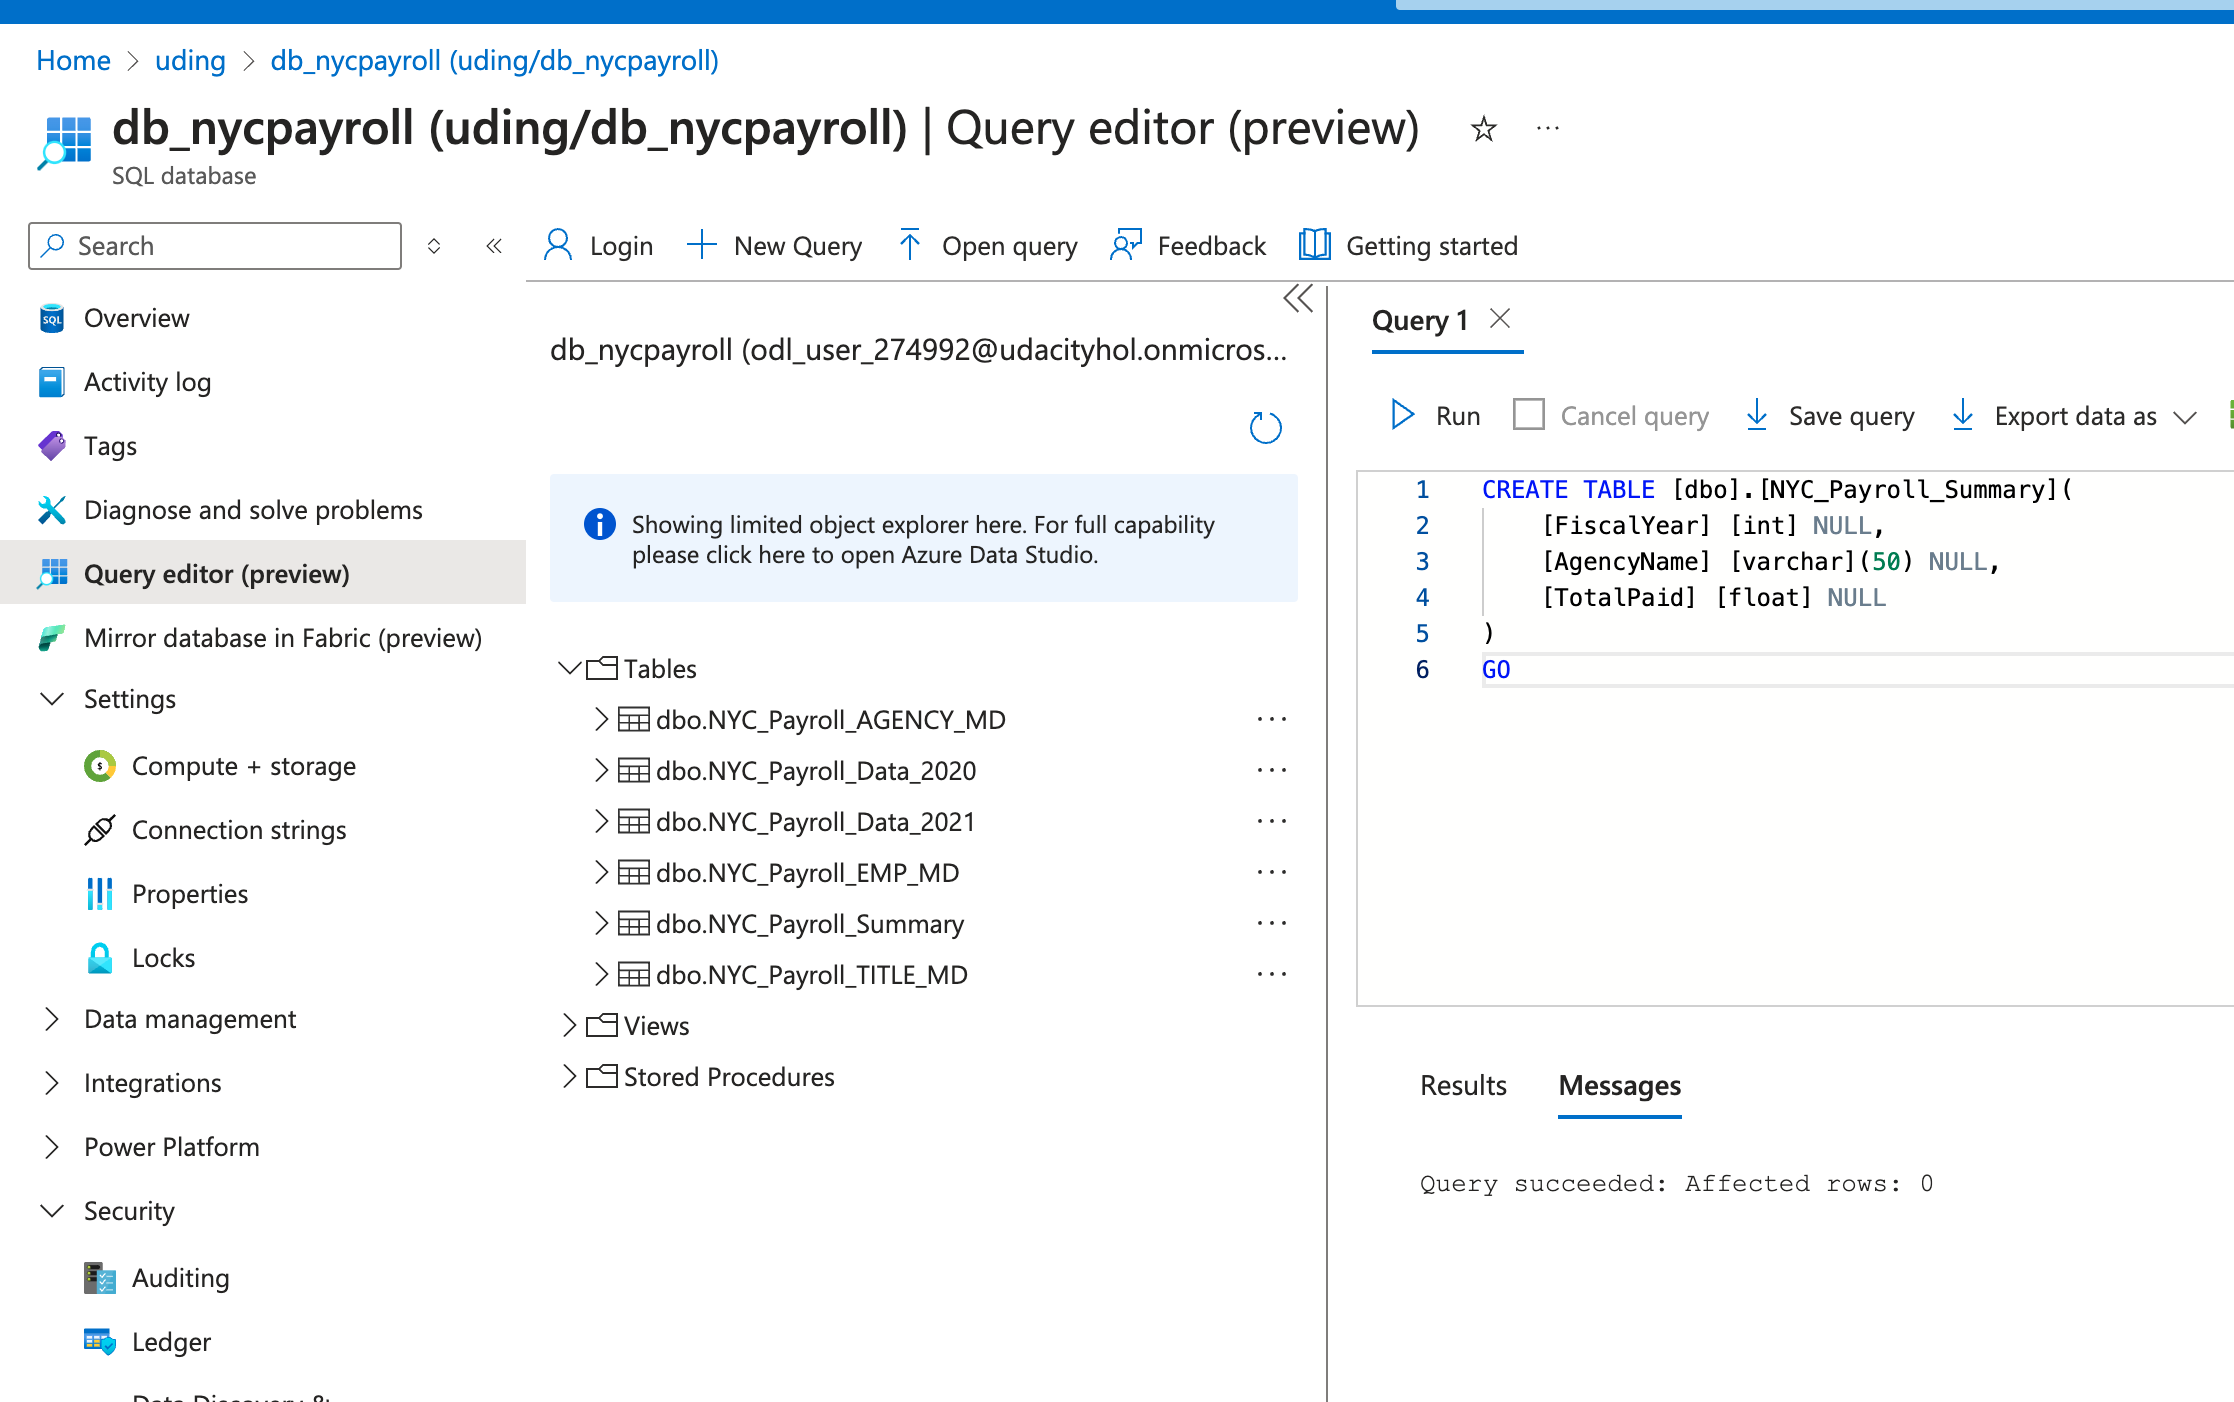 Home > uding > db_nycpayroll (uding/db_nycpayroll)
db_nycpayroll (uding/db_nycpayroll) | Query editor (preview)
SQL database
Search
Login
New Query
Open query
Feedback
Getting started
Overview
Activity log
Tags
Diagnose and solve problems
Query editor (preview)
Mirror database in Fabric (preview)
Settings
Compute + storage
Connection strings
Properties
Locks
Data management
Integrations
Power Platform
Security
Auditing
Ledger
Data Discovery &
db_nycpayroll (odl_user_274992@udacityhol.onmicros...
Showing limited object explorer here. For full capability
please click here to open Azure Data Studio.
Tables
dbo.NYC_Payroll_AGENCY_MD
dbo.NYC_Payroll_Data_2020
dbo.NYC_Payroll_Data_2021
dbo.NYC_Payroll_EMP_MD
dbo.NYC_Payroll_Summary
dbo.NYC_Payroll_TITLE_MD
Views
Stored Procedures
Query 1
Run
Cancel query
Save query
Export data as
1 CREATE TABLE [dbo].[NYC_Payroll_Summary](
2 [FiscalYear] [int] NULL,
3 [AgencyName] [varchar](50) NULL,
4 [TotalPaid] [float] NULL
5 )
6 GO
Results
Messages
Query succeeded: Affected rows: 0